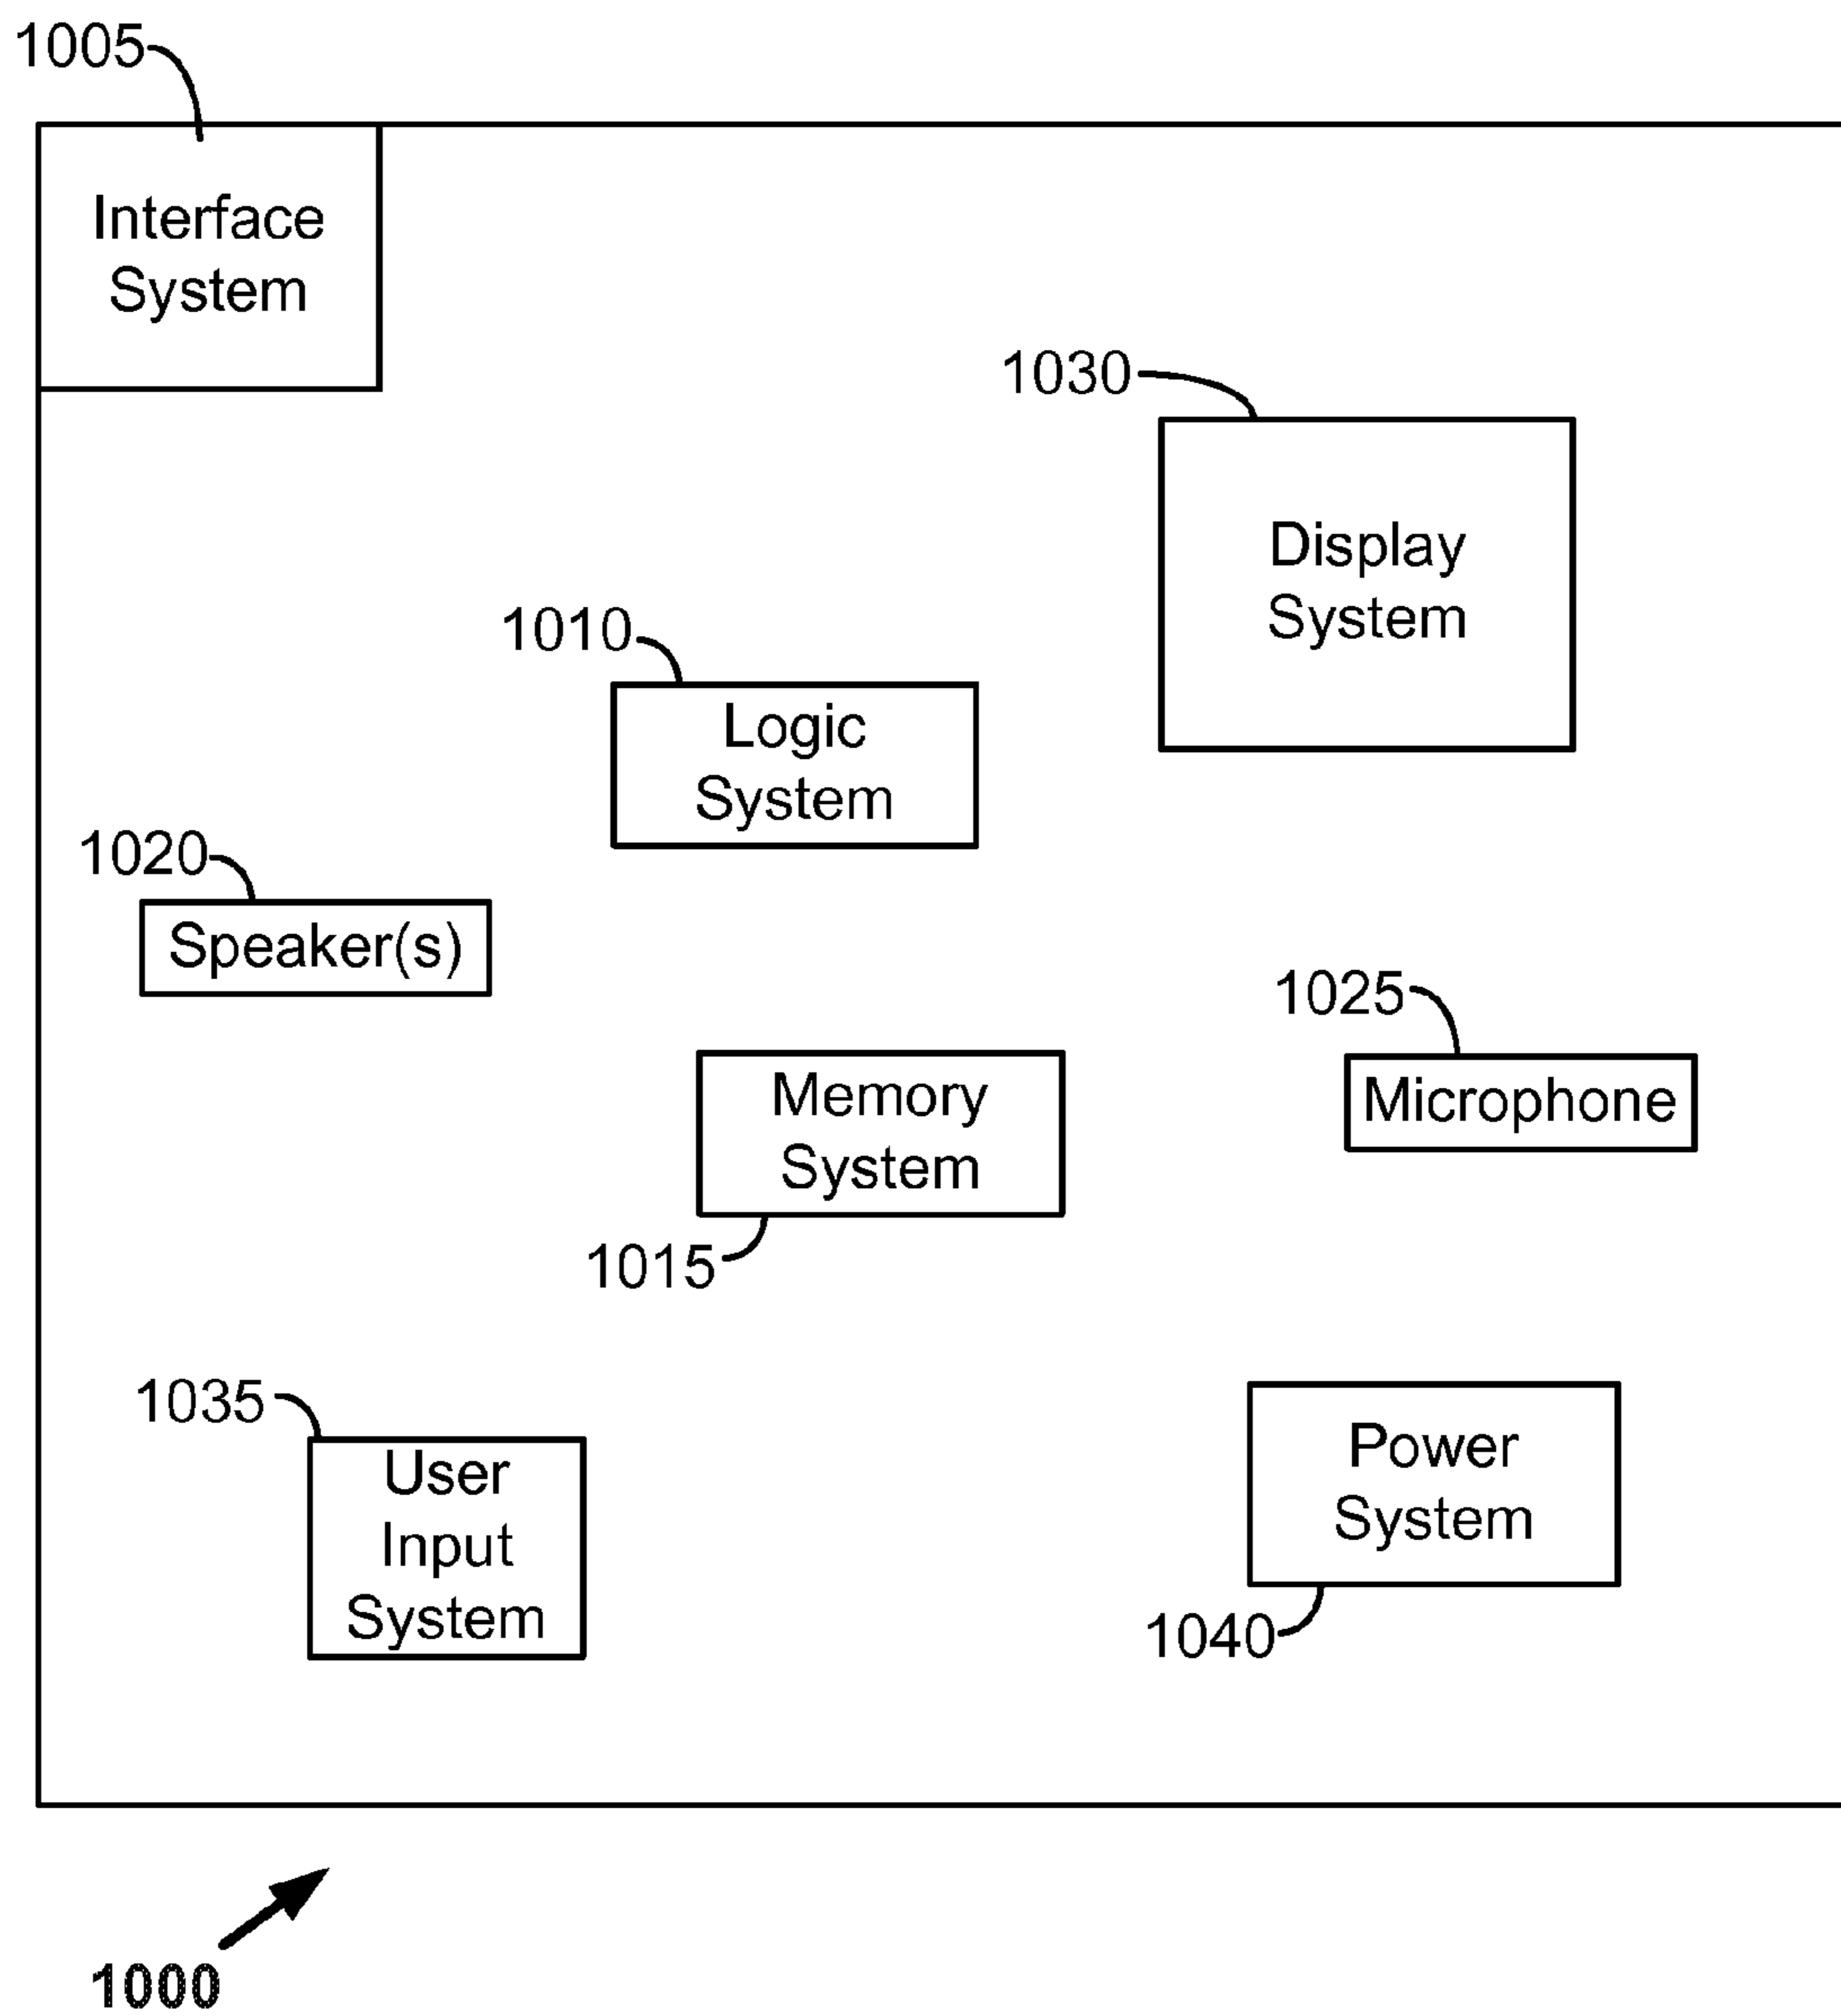 1005
Interface
System
1030
Display
System
1010
Logic
System
1020
Speaker(s)
1025
Microphone
Memory
System
1015
1035
User
Input
System
Power
System
1040
1000